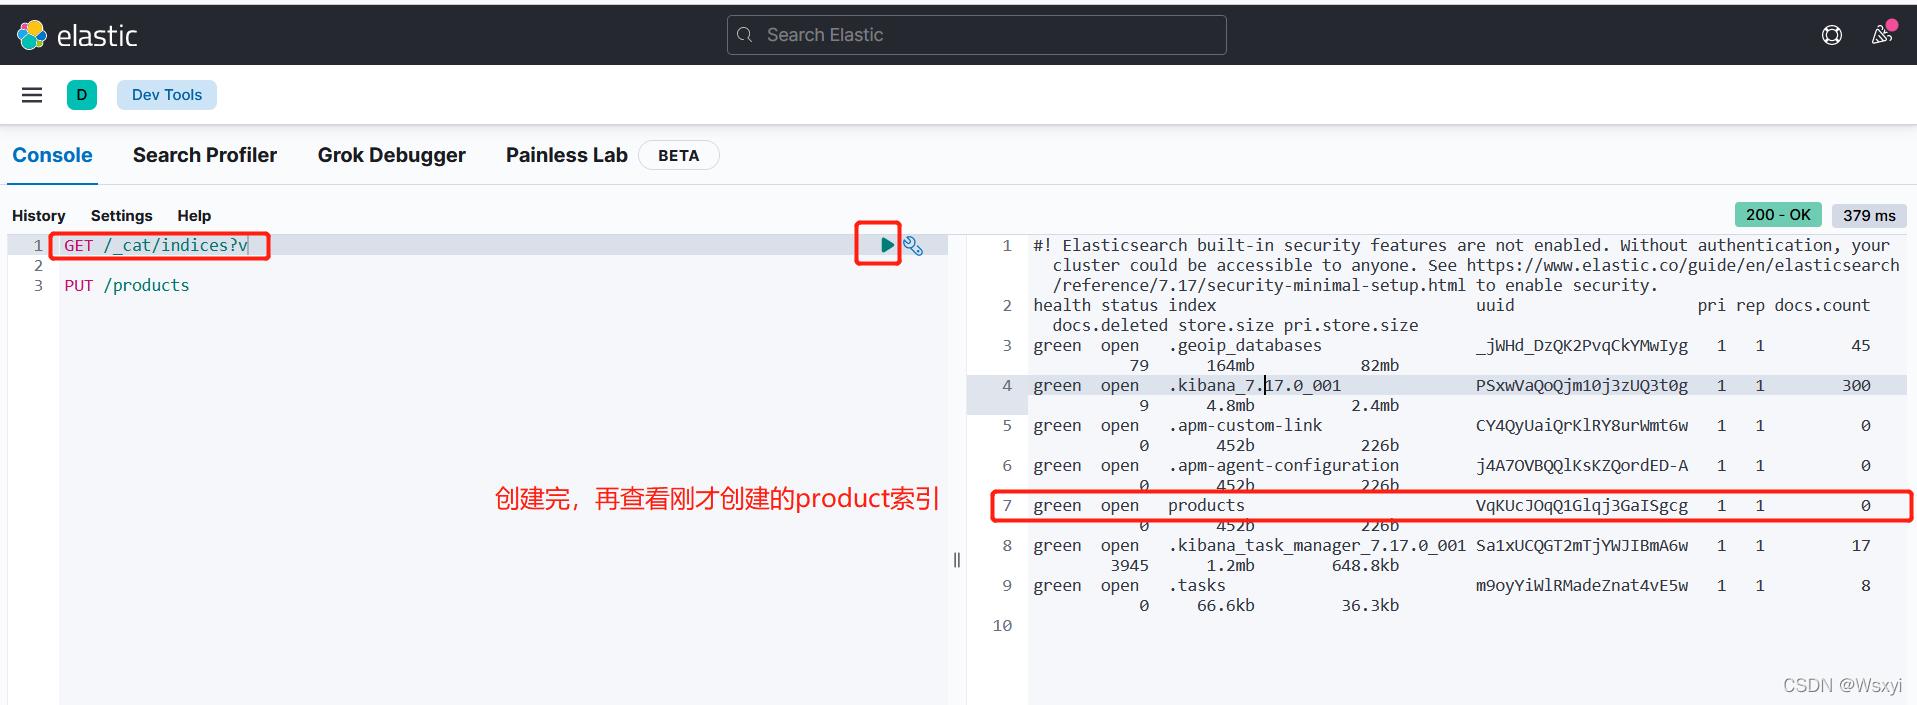 elastic
Search Elastic
D
Dev Tools
Console Search Profiler Grok Debugger Painless Lab BETA
History Settings Help
200 - OK 379 ms
1 GET /_cat/indices?v
2
3 PUT /products
创建完，再查看刚才创建的product索引
1 #! Elasticsearch built-in security features are not enabled. Without authentication, your
cluster could be accessible to anyone. See https://www.elastic.co/guide/en/elasticsearch
/reference/7.17/security-minimal-setup.html to enable security.
2 health status index uuid pri rep docs.count
docs.deleted store.size pri.store.size
3 green open .geoip_databases _jWHd_DzQK2PvqCkYMwIyg 1 1 45
79 164mb 82mb
4 green open .kibana_7.17.0_001 PSxwVaQoQjm10j3zUQ3t0g 1 1 300
9 4.8mb 2.4mb
5 green open .apm-custom-link CY4QyUaiQrKlRY8urWmt6w 1 1 0
0 452b 226b
6 green open .apm-agent-configuration j4A7OVBQQlKsKZQordED-A 1 1 0
0 452b 226b
7 green open products VqKUcJOqQ1Glqj3GaISgcg 1 1 0
0 452b 226b
8 green open .kibana_task_manager_7.17.0_001 Sa1xUCQGT2mTjYWJIBmA6w 1 1 17
3945 1.2mb 648.8kb
9 green open .tasks m9oyYiWlRMadeZnat4vE5w 1 1 8
0 66.6kb 36.3kb
10
CSDN @Wsxyi